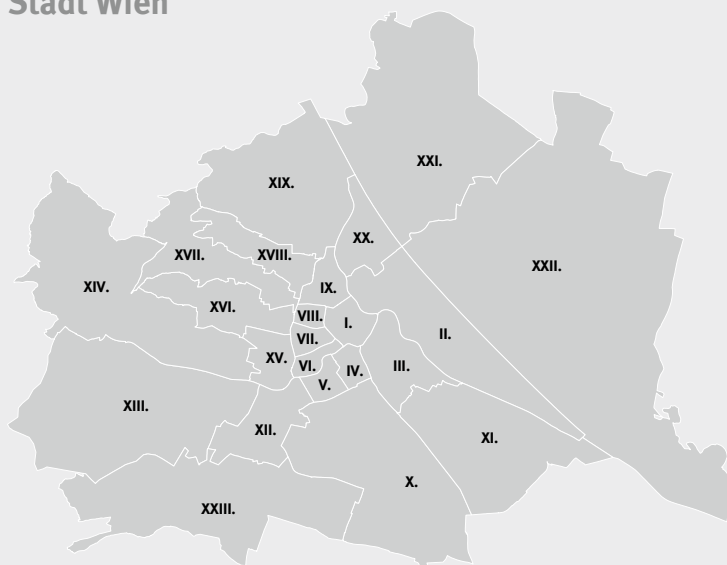 Stadt Wien
XXI.
XIX.
XX.
XVII.
XVIII.
XXII.
XIV.
IX.
XVI.
VIII.
I.
II.
VII.
XV.
VI.
IV.
III.
V.
XIII.
XII.
XI.
X.
XXIII.